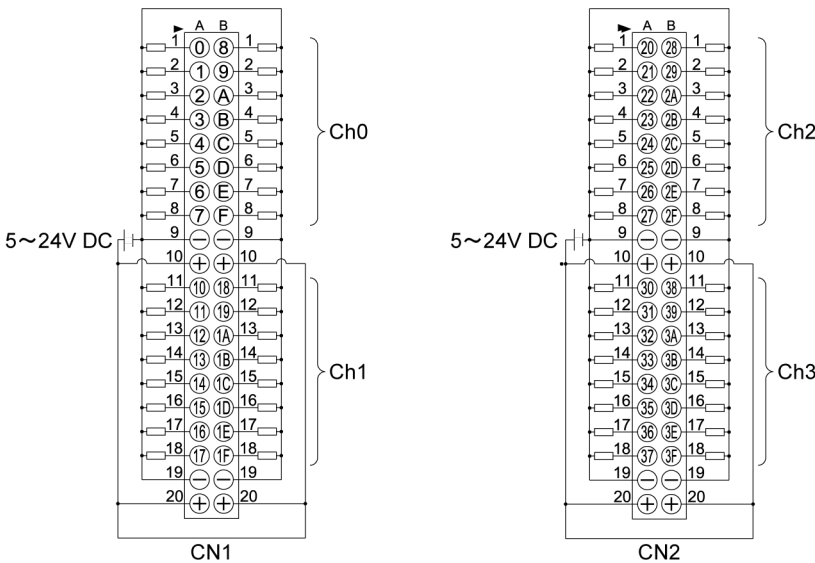 A B
1 0 8 1
2 1 9 2
3 2 A 3
4 3 B 4
5 4 C 5
6 5 D 6
7 6 E 7
8 7 F 8
Ch0
9 − − 9
5～24V DC
10 + + 10
11 10 18 11
12 11 19 12
13 12 1A 13
14 13 1B 14
15 14 1C 15
16 15 1D 16
17 16 1E 17
18 17 1F 18
Ch1
19 − − 19
20 + + 20
CN1
A B
1 20 28 1
2 21 29 2
3 22 2A 3
4 23 2B 4
5 24 2C 5
6 25 2D 6
7 26 2E 7
8 27 2F 8
Ch2
9 − − 9
5～24V DC
10 + + 10
11 30 38 11
12 31 39 12
13 32 3A 13
14 33 3B 14
15 34 3C 15
16 35 3D 16
17 36 3E 17
18 37 3F 18
Ch3
19 − − 19
20 + + 20
CN2